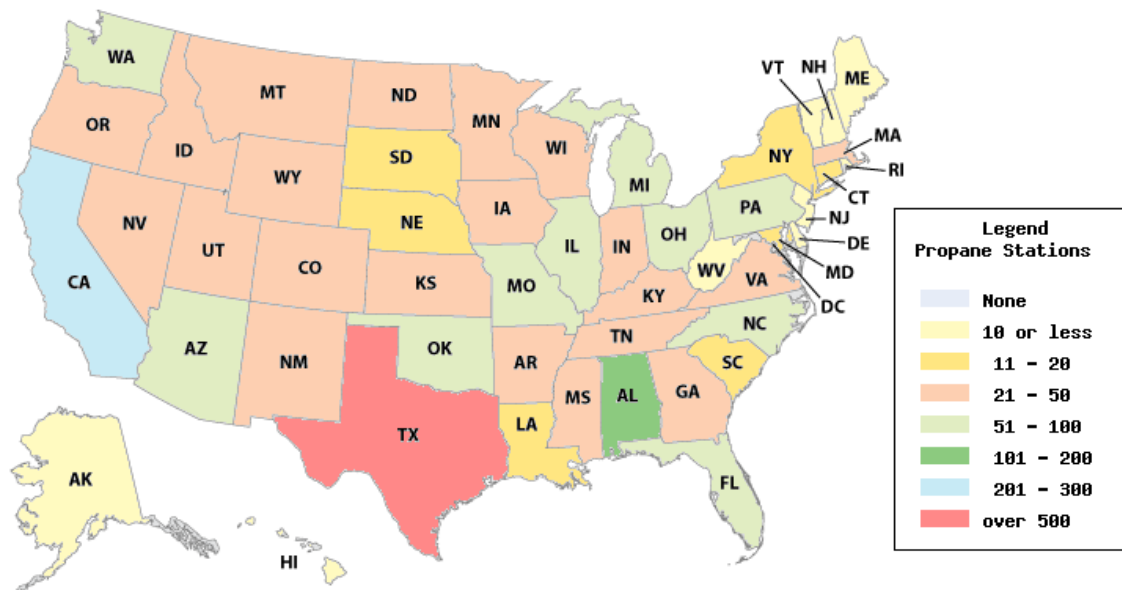 WA
MT
ND
MN
OR
ID
WY
SD
WI
MI
NY
VT
NH
ME
MA
RI
CT
NJ
DE
MD
DC
NV
UT
CO
NE
IA
IL
IN
OH
PA
WV
VA
CA
AZ
NM
KS
MO
KY
TN
NC
OK
AR
SC
MS
AL
GA
TX
LA
FL
AK
HI
Legend
Propane Stations
None
10 or less
11 - 20
21 - 50
51 - 100
101 - 200
201 - 300
over 500